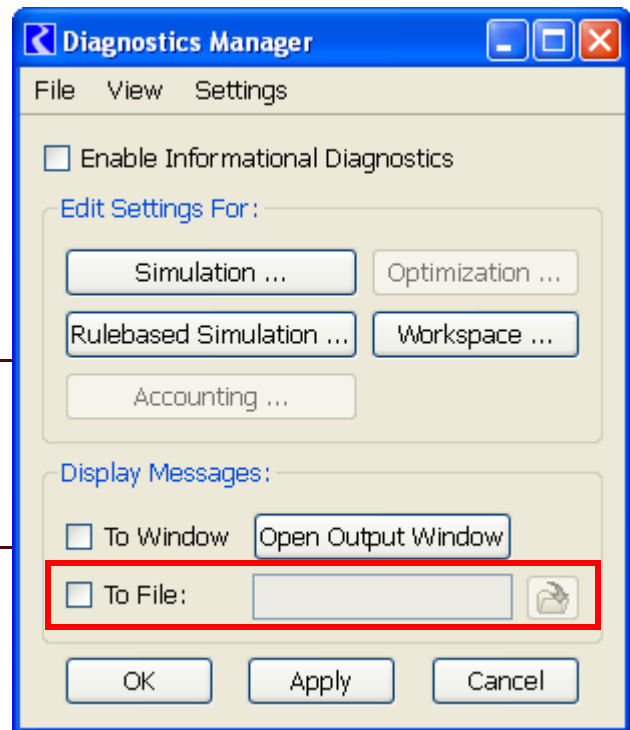 Diagnostics Manager
File View Settings
Enable Informational Diagnostics
Edit Settings For:
Simulation ... Optimization ...
Rulebased Simulation ... Workspace ...
Accounting ...
Display Messages:
To Window Open Output Window
To File:
OK Apply Cancel